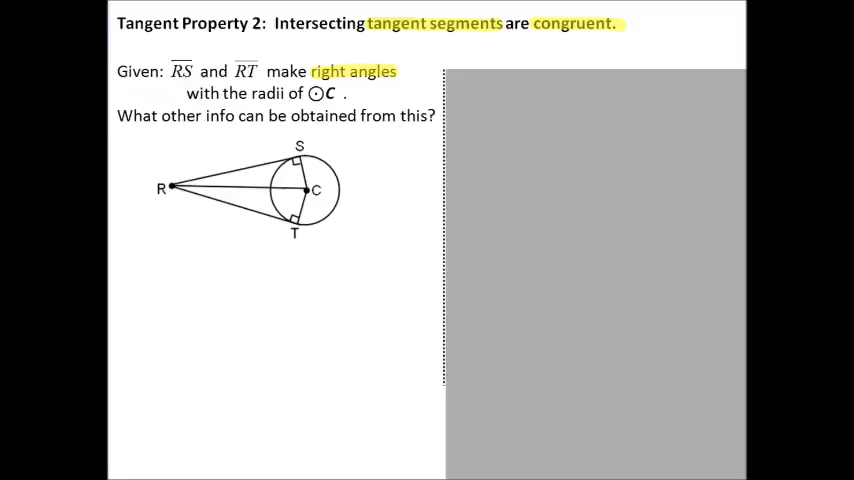 Tangent Property 2: Intersecting tangent segments are congruent.
Given: RS and RT make right angles
with the radii of ⊙C .
What other info can be obtained from this?
S
R
C
T